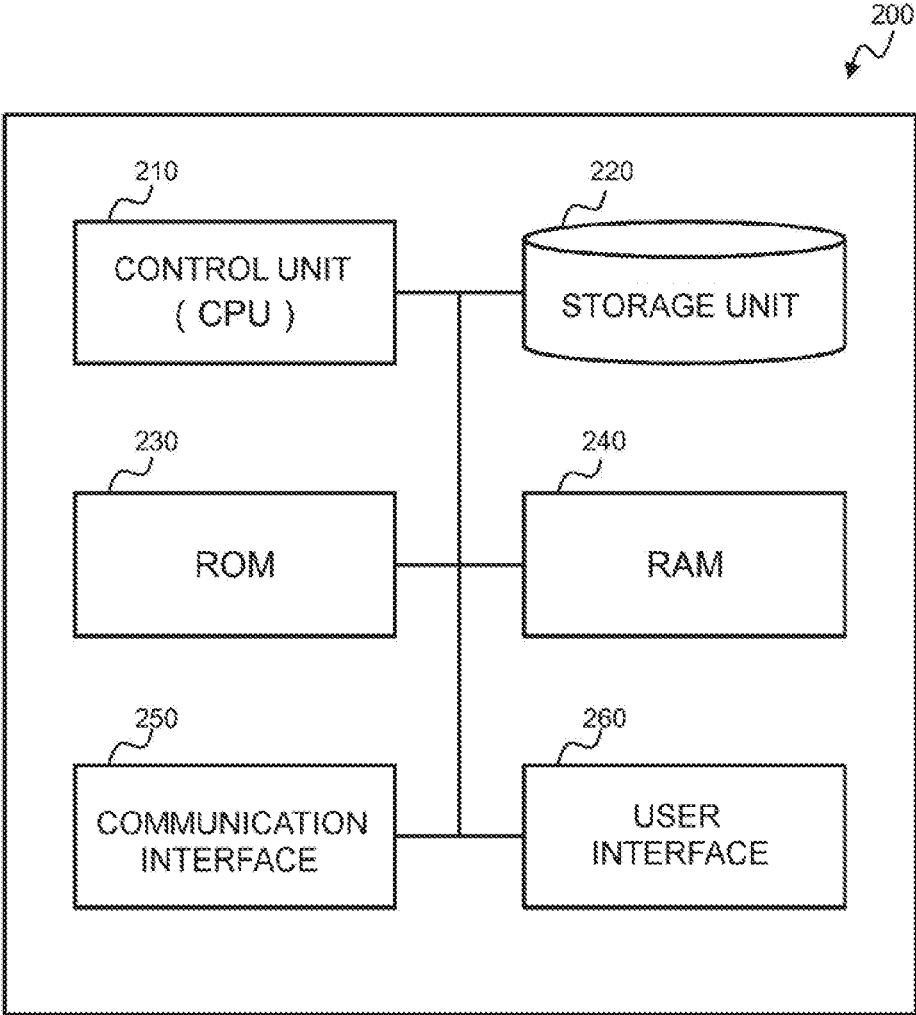 200
210
CONTROL UNIT
( CPU )
220
STORAGE UNIT
230
ROM
240
RAM
250
COMMUNICATION
INTERFACE
260
USER
INTERFACE